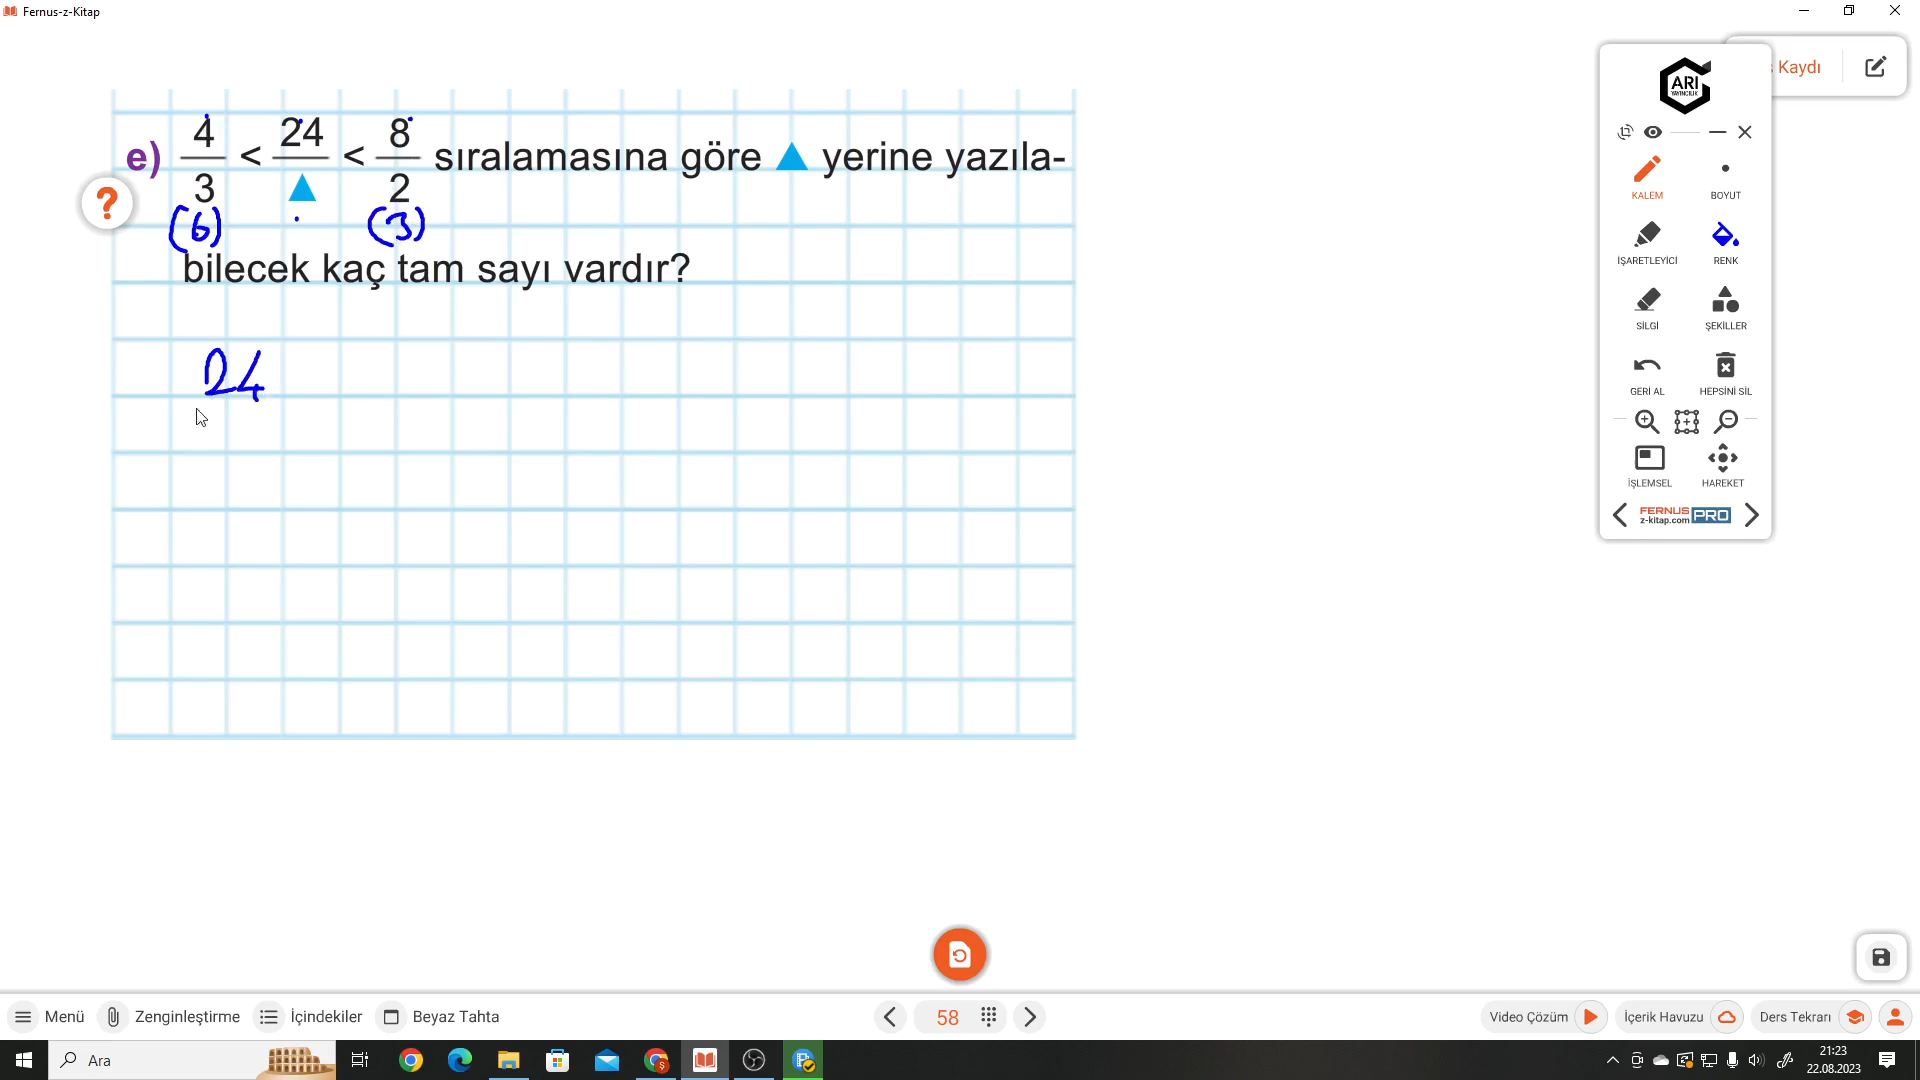 Fernus-z-Kitap
Kaydı
ARI
YAYINCILIK
e) 4/3 < 24/▲ < 8/2 sıralamasına göre ▲ yerine yazıla-
(6) (3)
bilecek kaç tam sayı vardır?
24
KALEM BOYUT
İŞARETLEYİCİ RENK
SİLGİ ŞEKİLLER
GERİ AL HEPSİNİ SİL
İŞLEMSEL HAREKET
FERNUS PRO
z-kitap.com
Menü Zenginleştirme İçindekiler Beyaz Tahta 58 Video Çözüm İçerik Havuzu Ders Tekrarı
Ara
21:23
22.08.2023